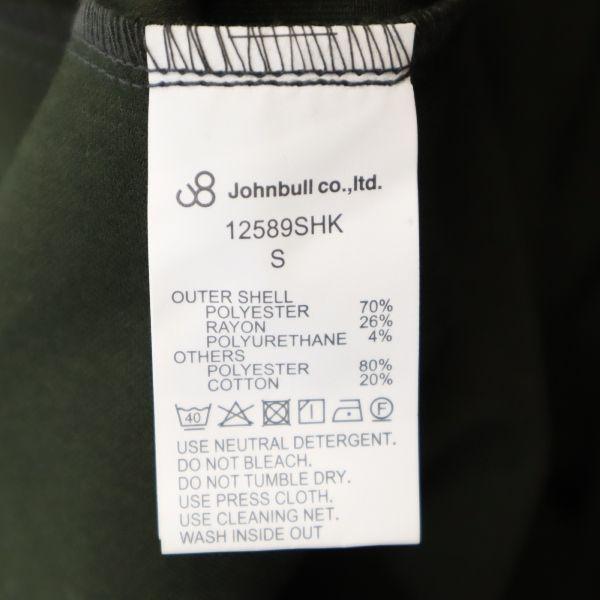 Johnbull co.,ltd.
12589SHK
S
OUTER SHELL
POLYESTER 70%
RAYON 26%
POLYURETHANE 4%
OTHERS
POLYESTER 80%
COTTON 20%
40 F
USE NEUTRAL DETERGENT.
DO NOT BLEACH.
DO NOT TUMBLE DRY.
USE PRESS CLOTH.
USE CLEANING NET.
WASH INSIDE OUT